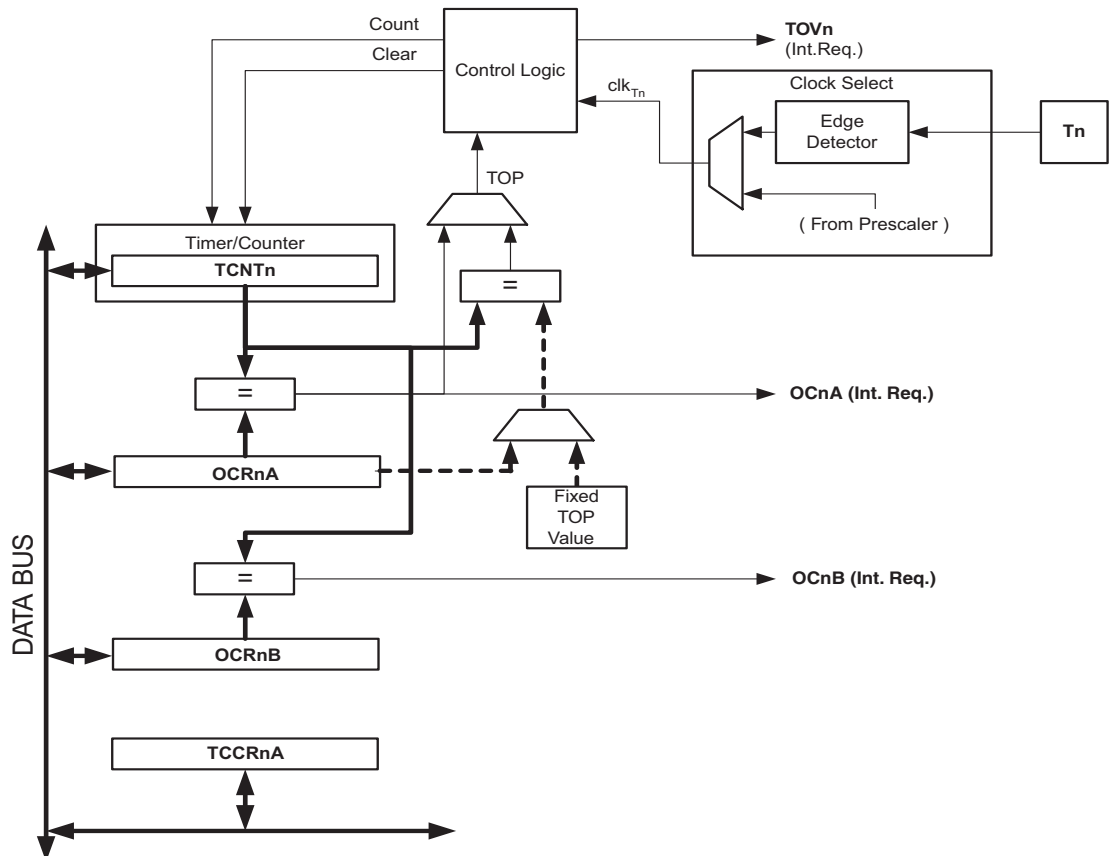 Count
Clear
Control Logic
TOVn
(Int.Req.)
clkTn
Clock Select
Edge
Detector
Tn
( From Prescaler )
TOP
Timer/Counter
TCNTn
=
=
OCnA (Int. Req.)
OCRnA
Fixed
TOP
Value
=
OCnB (Int. Req.)
OCRnB
TCCRnA
DATA BUS